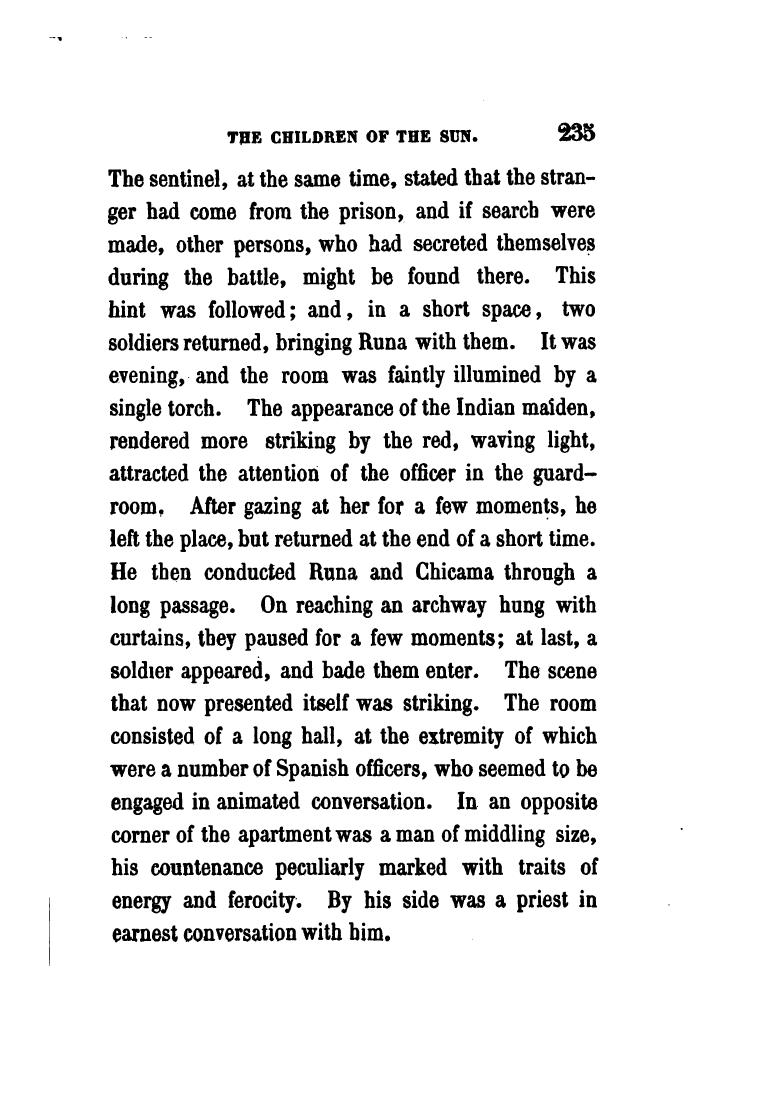 THE CHILDREN OF THE SUN. 235
The sentinel, at the same time, stated that the stran-
ger had come from the prison, and if search were
made, other persons, who had secreted themselves
during the battle, might be found there. This
hint was followed; and, in a short space, two
soldiers returned, bringing Runa with them. It was
evening, and the room was faintly illumined by a
single torch. The appearance of the Indian maiden,
rendered more striking by the red, waving light,
attracted the attention of the officer in the guard-
room. After gazing at her for a few moments, he
left the place, but returned at the end of a short time.
He then conducted Runa and Chicama through a
long passage. On reaching an archway hung with
curtains, they paused for a few moments; at last, a
soldier appeared, and bade them enter. The scene
that now presented itself was striking. The room
consisted of a long hall, at the extremity of which
were a number of Spanish officers, who seemed to be
engaged in animated conversation. In an opposite
corner of the apartment was a man of middling size,
his countenance peculiarly marked with traits of
energy and ferocity. By his side was a priest in
earnest conversation with him.